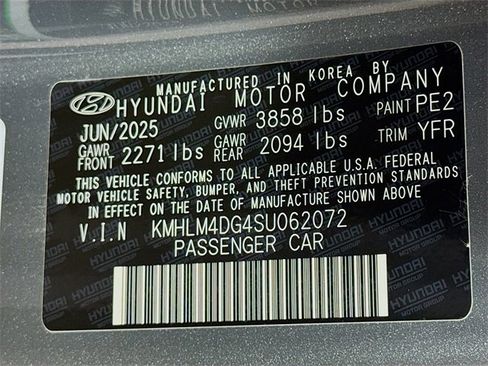 MANUFACTURED IN KOREA BY
HYUNDAI MOTOR COMPANY
JUN/2025 GVWR 3858 lbs PAINT PE2
GAWR FRONT 2271 lbs GAWR REAR 2094 lbs TRIM YFR
THIS VEHICLE CONFORMS TO ALL APPLICABLE U.S.A. FEDERAL
MOTOR VEHICLE SAFETY, BUMPER, AND THEFT PREVENTION STANDARDS
IN EFFECT ON THE DATE OF MANUFACTURE SHOWN ABOVE.
V.I.N KMHLM4DG4SU062072
PASSENGER CAR